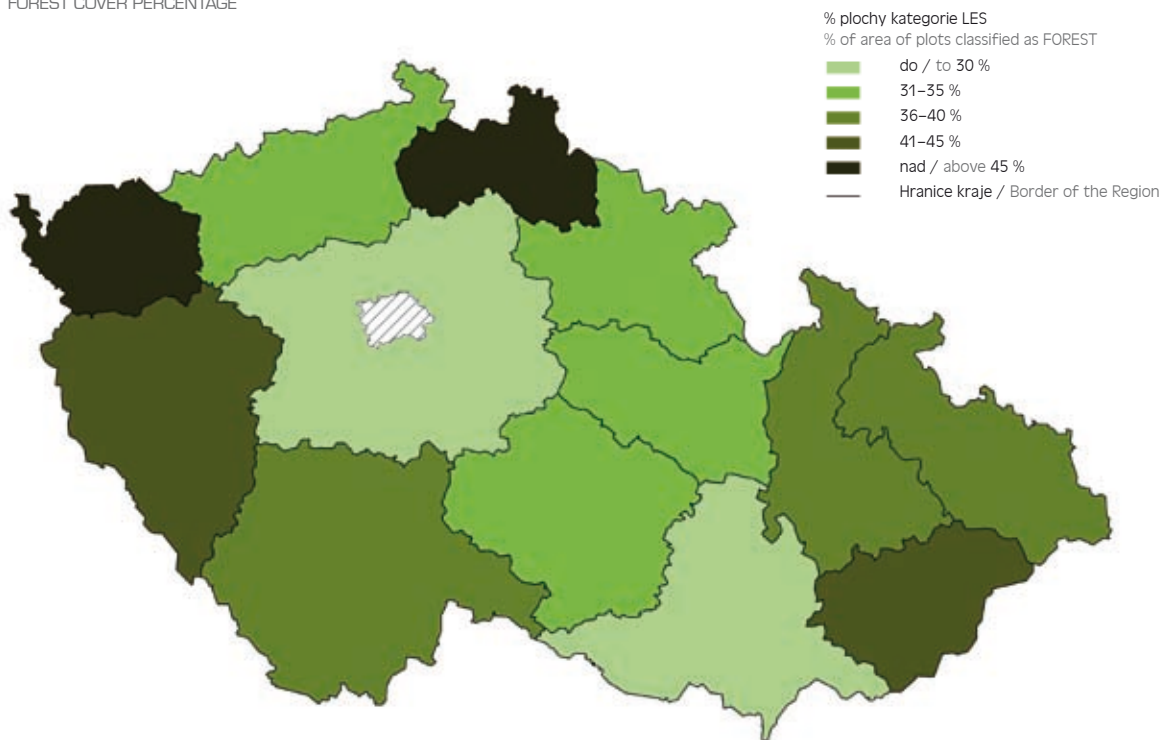 FOREST COVER PERCENTAGE
% plochy kategorie LES
% of area of plots classified as FOREST
do / to 30 %
31–35 %
36–40 %
41–45 %
nad / above 45 %
Hranice kraje / Border of the Region